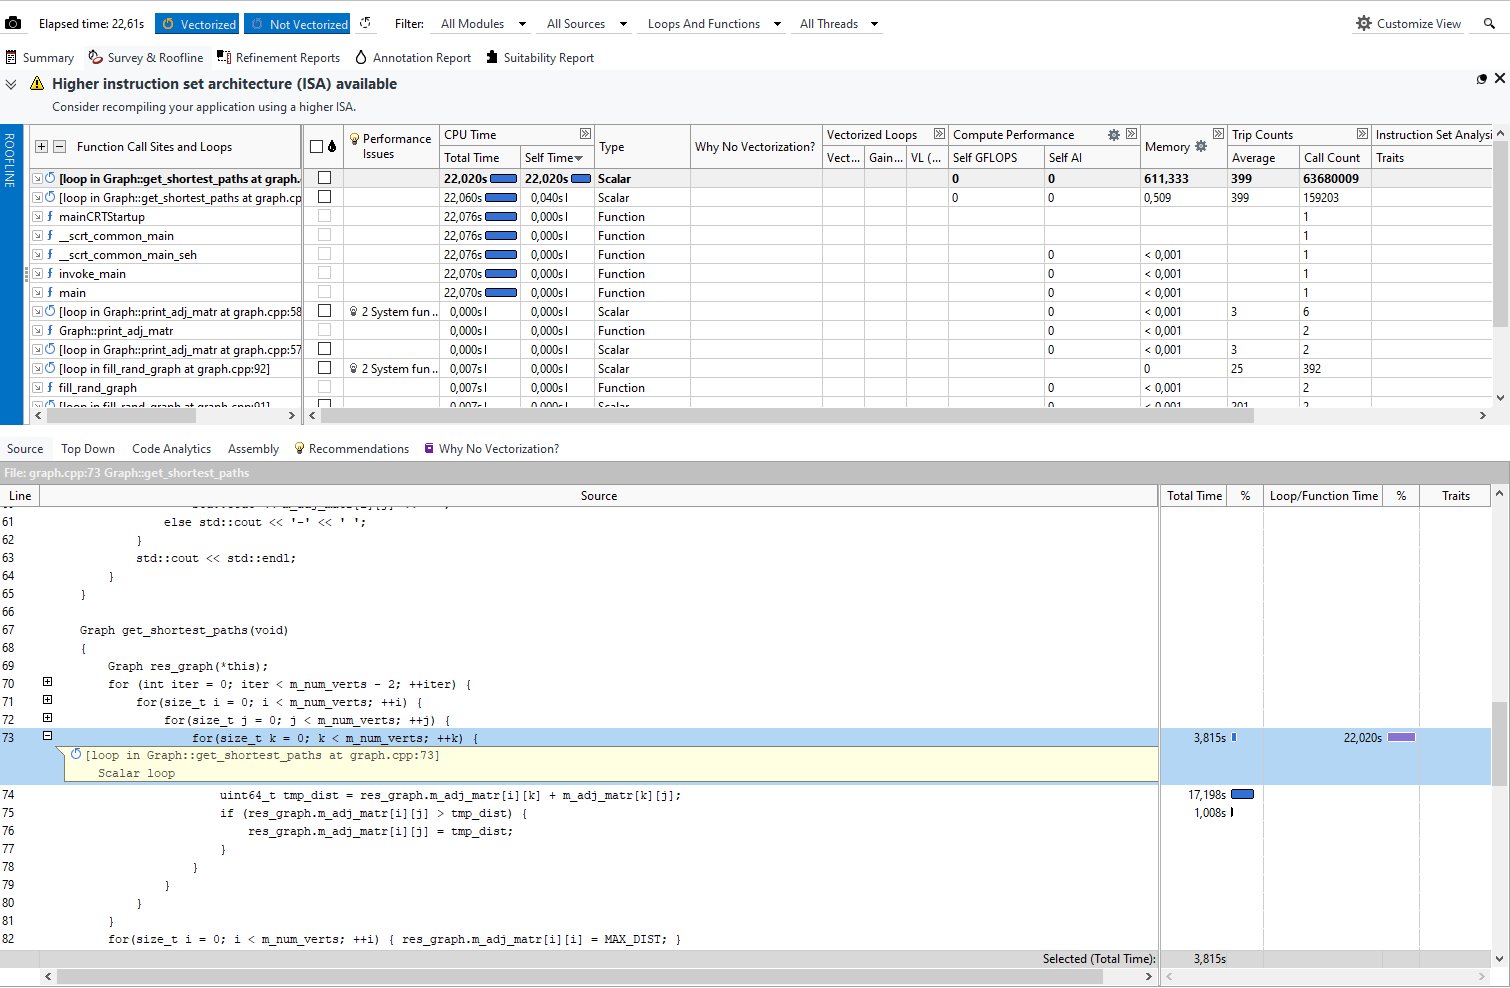 Elapsed time: 22,61s Vectorized Not Vectorized Filter: All Modules All Sources Loops And Functions All Threads Customize View
Summary Survey & Roofline Refinement Reports Annotation Report Suitability Report
Higher instruction set architecture (ISA) available
Consider recompiling your application using a higher ISA.
ROOFLINE
Function Call Sites and Loops Performance Issues CPU Time Type Why No Vectorization? Vectorized Loops Compute Performance Memory Trip Counts Instruction Set Analysi
Total Time Self Time Vect... Gain... VL (... Self GFLOPS Self AI Average Call Count Traits
[loop in Graph::get_shortest_paths at graph. 22,020s 22,020s Scalar 0 0 611,333 399 63680009
[loop in Graph::get_shortest_paths at graph.cp 22,060s 0,040s Scalar 0 0 0,509 399 159203
f mainCRTStartup 22,076s 0,000s Function 1
f __scrt_common_main 22,076s 0,000s Function 1
f __scrt_common_main_seh 22,076s 0,000s Function 0 < 0,001 1
f invoke_main 22,070s 0,000s Function 0 < 0,001 1
f main 22,070s 0,000s Function 0 < 0,001 1
[loop in Graph::print_adj_matr at graph.cpp:58 2 System fun .. 0,000s 0,000s Scalar 0 < 0,001 3 6
f Graph::print_adj_matr 0,000s 0,000s Function 0 < 0,001 2
[loop in Graph::print_adj_matr at graph.cpp:57 0,000s 0,000s Scalar 0 < 0,001 3 2
[loop in fill_rand_graph at graph.cpp:92] 2 System fun .. 0,007s 0,000s Scalar 0 25 392
f fill_rand_graph 0,007s 0,000s Function 0 < 0,001 2
[loop in fill_rand_graph at graph.cpp:91] 0,007s 0,000s Scalar 0 < 0,001 201 2
Source Top Down Code Analytics Assembly Recommendations Why No Vectorization?
File: graph.cpp:73 Graph::get_shortest_paths
Line Source Total Time % Loop/Function Time % Traits
61 else std::cout << '-' << ' ';
62 }
63 std::cout << std::endl;
64 }
65 }
66
67 Graph get_shortest_paths(void)
68 {
69 Graph res_graph(*this);
70 for (int iter = 0; iter < m_num_verts - 2; ++iter) {
71 for(size_t i = 0; i < m_num_verts; ++i) {
72 for(size_t j = 0; j < m_num_verts; ++j) {
73 for(size_t k = 0; k < m_num_verts; ++k) { 3,815s 22,020s
[loop in Graph::get_shortest_paths at graph.cpp:73]
Scalar loop
74 uint64_t tmp_dist = res_graph.m_adj_matr[i][k] + m_adj_matr[k][j]; 17,198s
75 if (res_graph.m_adj_matr[i][j] > tmp_dist) { 1,008s
76 res_graph.m_adj_matr[i][j] = tmp_dist;
77 }
78 }
79 }
80 }
81 }
82 for(size_t i = 0; i < m_num_verts; ++i) { res_graph.m_adj_matr[i][i] = MAX_DIST; }
Selected (Total Time): 3,815s